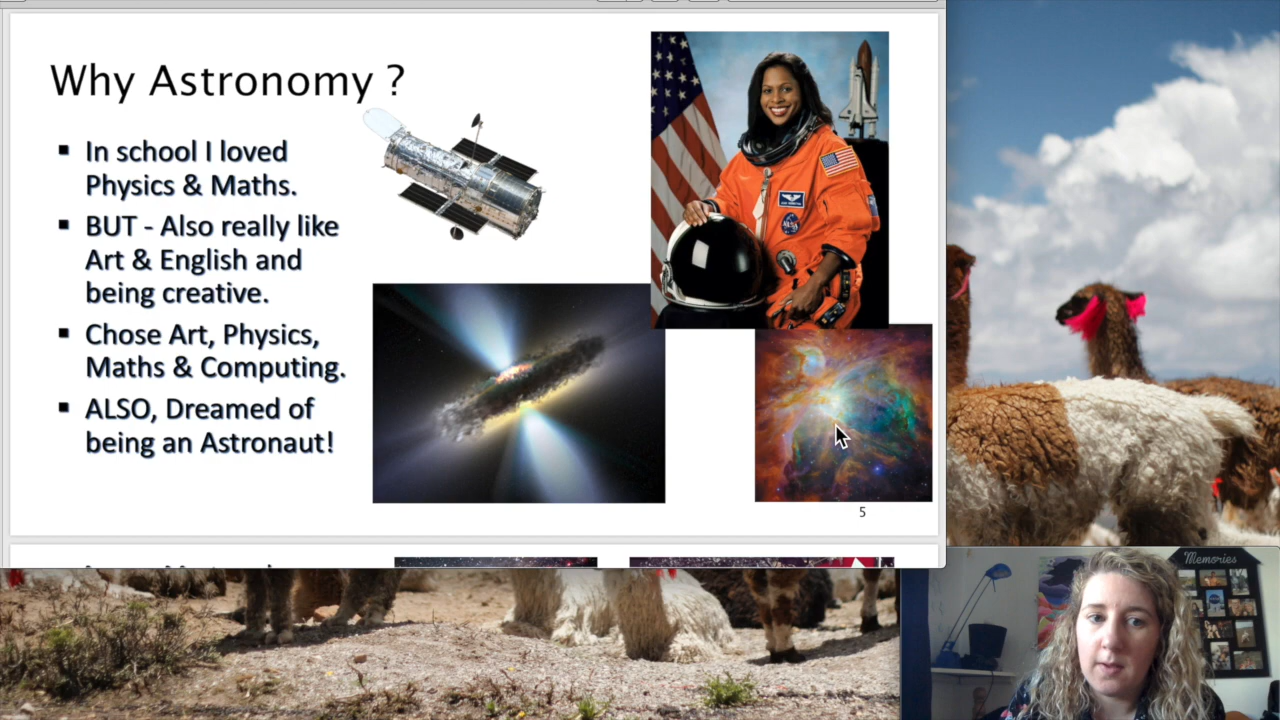 Why Astronomy ?
▪ In school I loved
Physics & Maths.
▪ BUT - Also really like
Art & English and
being creative.
▪ Chose Art, Physics,
Maths & Computing.
▪ ALSO, Dreamed of
being an Astronaut!
5
Memories